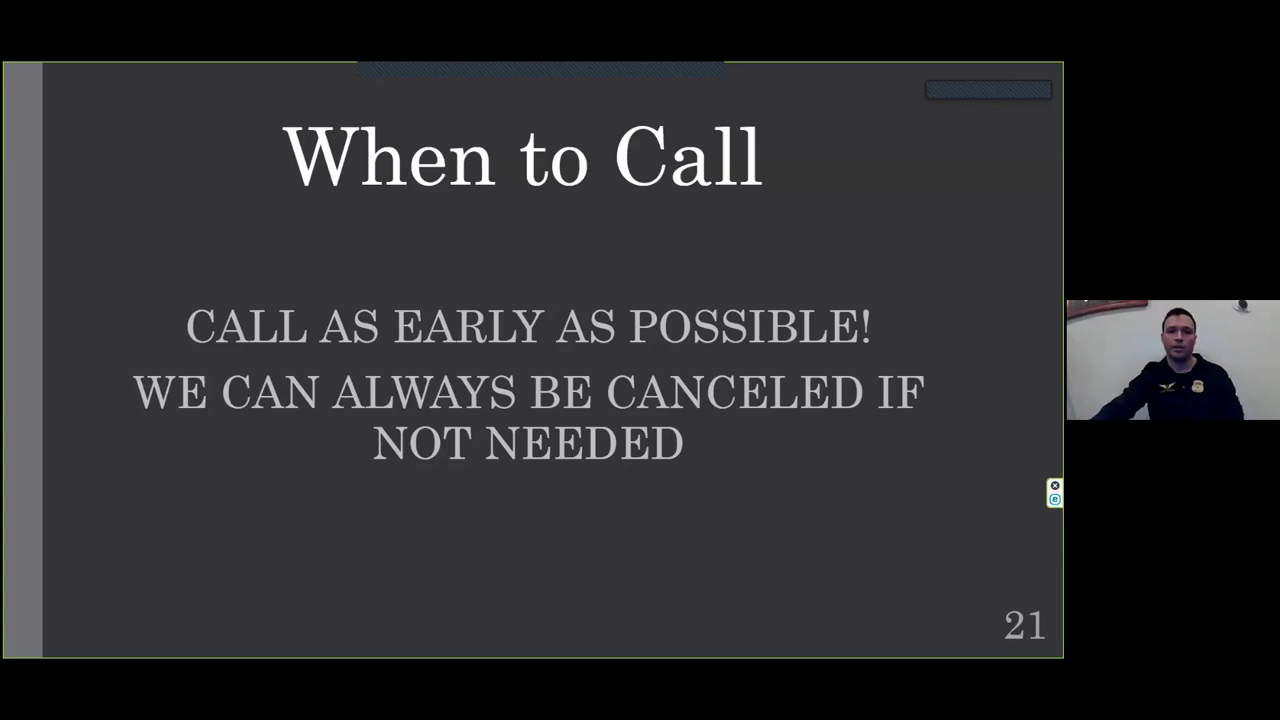 When to Call
CALL AS EARLY AS POSSIBLE!
WE CAN ALWAYS BE CANCELED IF
NOT NEEDED
21